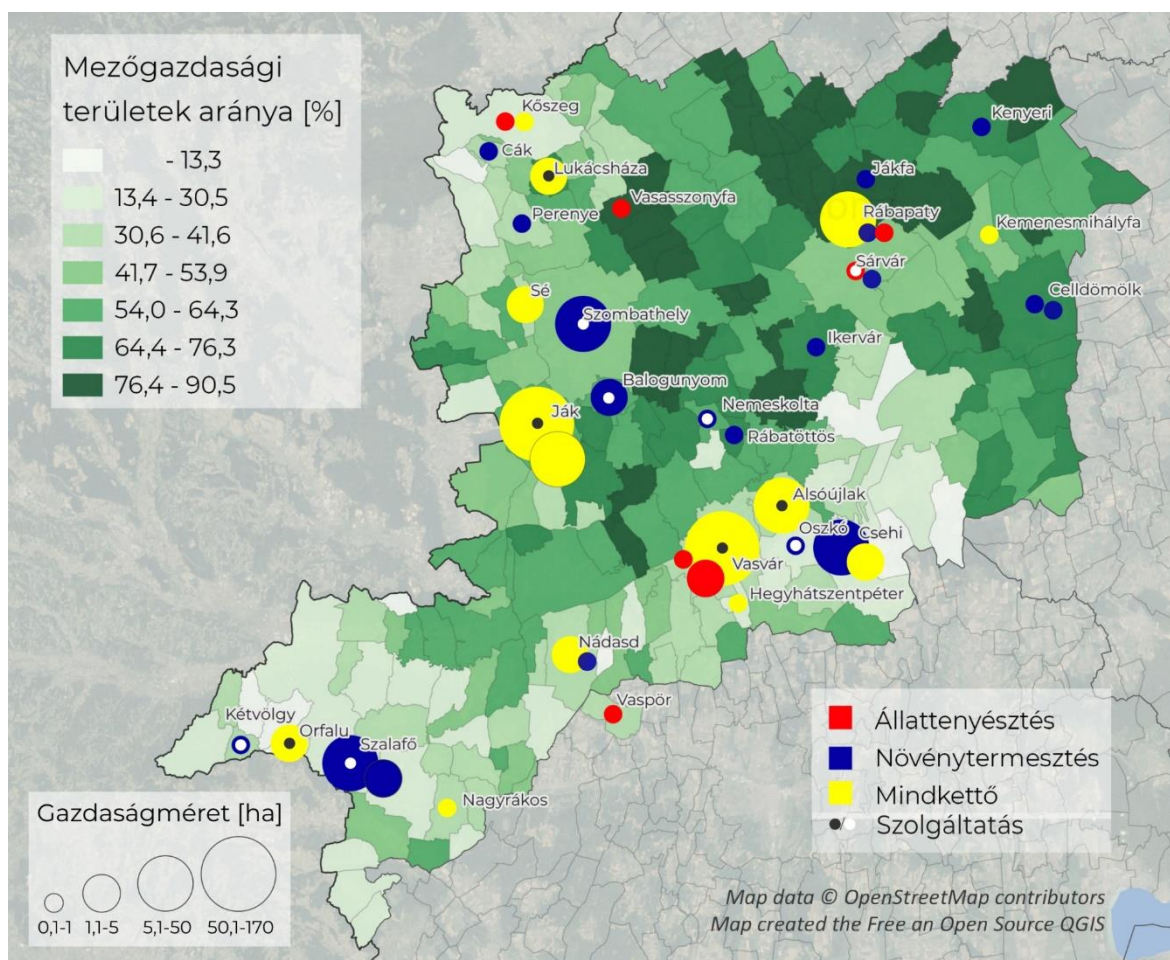 Mezőgazdasági
területek aránya [%]
- 13,3
13,4 - 30,5
30,6 - 41,6
41,7 - 53,9
54,0 - 64,3
64,4 - 76,3
76,4 - 90,5
Kőszeg
Kenyeri
Cák
Lukácsháza
Jákfa
Vasasszonyfa
Rábapaty
Perenye
Kemenesmihályfa
Sárvár
Sé
Celldömölk
Szombathely
Ikervár
Balogunyom
Nemeskolta
Ják
Rábatöttös
Alsóújlak
Oszkó
Csehi
Vasvár
Hegyhátszentpéter
Nádasd
Vaspör
Kétvölgy
Orfalu
Szalafő
Nagyrákos
Állattenyésztés
Növénytermesztés
Mindkettő
/ Szolgáltatás
Gazdaságméret [ha]
0,1-1 1,1-5 5,1-50 50,1-170
Map data © OpenStreetMap contributors
Map created the Free an Open Source QGIS